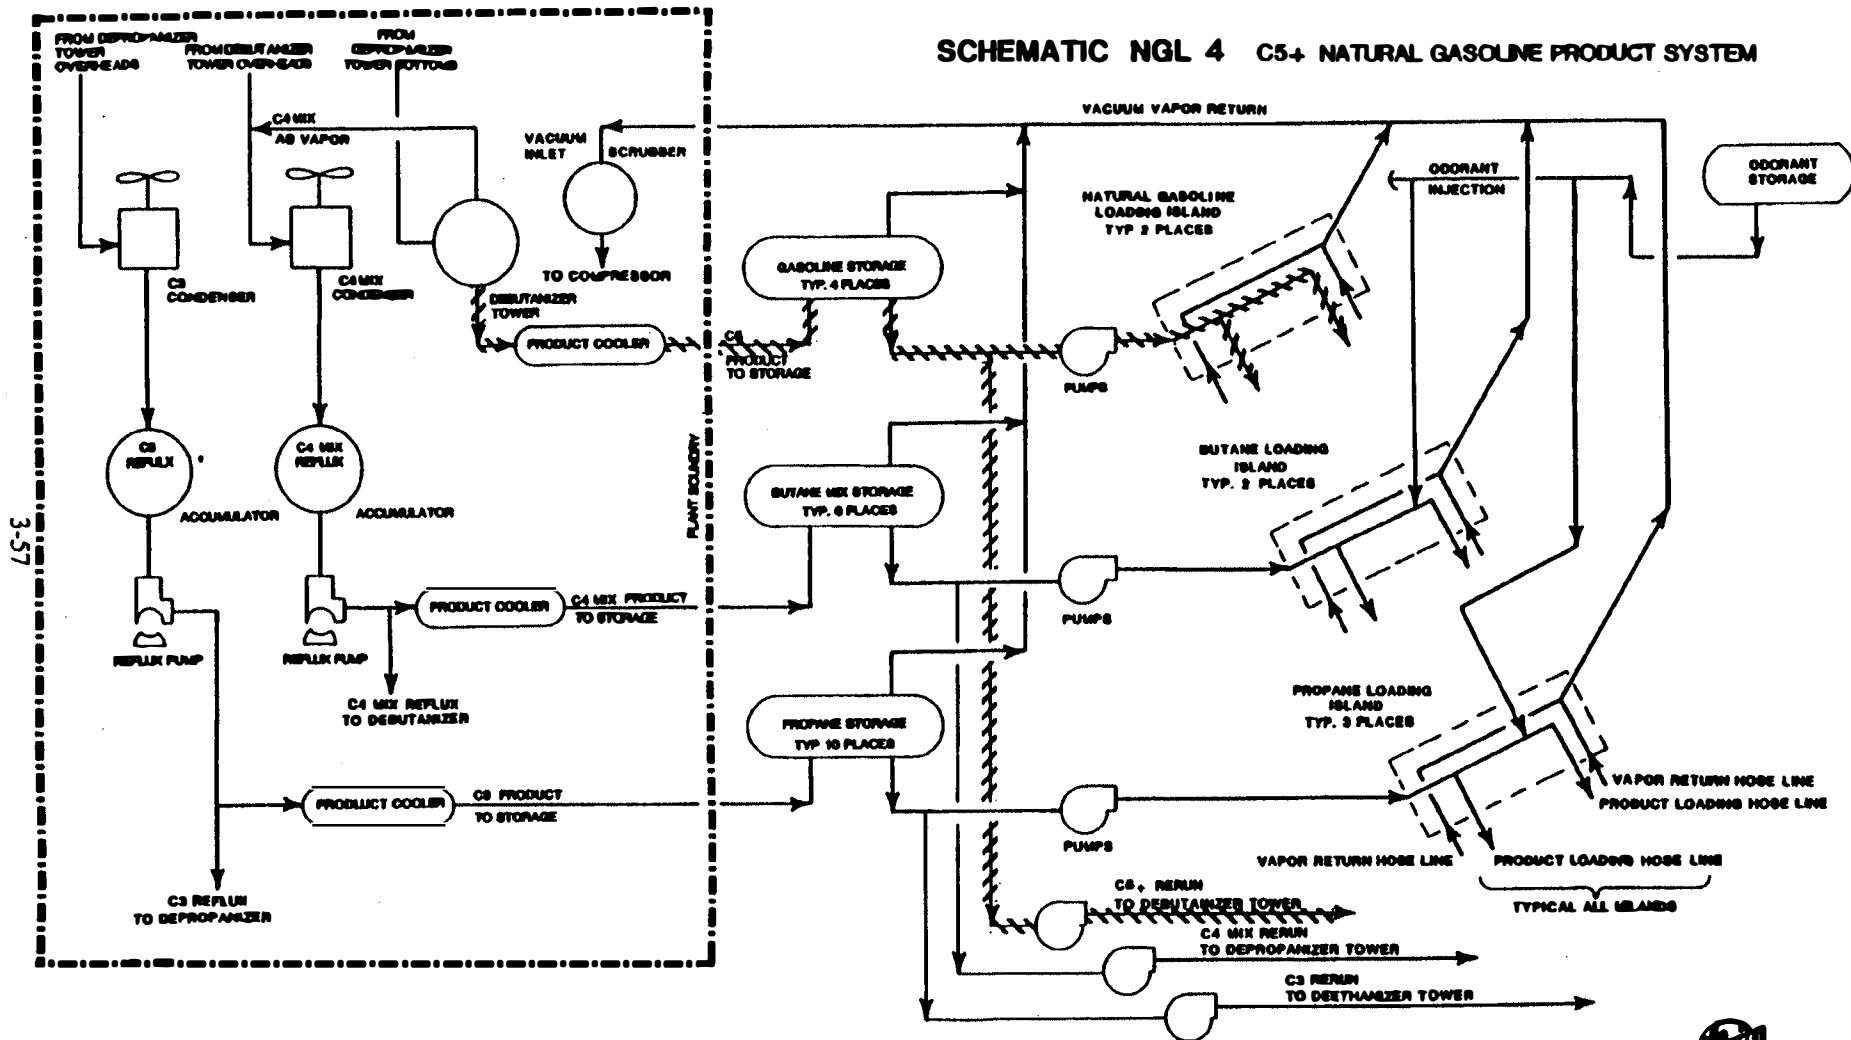 SCHEMATIC NGL 4 C5+ NATURAL GASOLINE PRODUCT SYSTEM
FROM DEPROPANIZER
TOWER
OVERHEADS
FROM DEBUTANIZER
TOWER OVERHEADS
FROM
DEPROPANIZER
TOWER BOTTOMS
C4 MIX
AS VAPOR
VACUUM
INLET
SCRUBBER
TO COMPRESSOR
C3
CONDENSER
C4 MIX
CONDENSER
DEBUTANIZER
TOWER
PRODUCT COOLER
PRODUCT
TO STORAGE
REFULX
ACCUMULATOR
C4 MIX
REFLUX
ACCUMULATOR
REFLUX PUMP
REFLUX PUMP
PRODUCT COOLER
C4 MIX PRODUCT
TO STORAGE
C4 MIX REFLUX
TO DEBUTANIZER
PRODLUCT COOLER
C3 PRODUCT
TO STORAGE
C3 REFLUX
TO DEPROPANIZER
PLANT BOUNDRY
3-57
VACUUM VAPOR RETURN
GASOLINE STORAGE
TYP. 4 PLACES
BUTANE MIX STORAGE
TYP. 6 PLACES
PROPANE STORAGE
TYP 10 PLACES
PUMPS
PUMPS
PUMPS
NATURAL GASOLINE
LOADING ISLAND
TYP 2 PLACES
ODORANT
INJECTION
ODORANT
STORAGE
BUTANE LOADING
ISLAND
TYP. 2 PLACES
PROPANE LOADING
ISLAND
TYP. 3 PLACES
VAPOR RETURN HOSE LINE
PRODUCT LOADING HOSE LINE
VAPOR RETURN HOSE LINE
PRODUCT LOADING HOSE LINE
TYPICAL ALL ISLANDS
C5+ RERUN
TO DEBUTANIZER TOWER
C4 MIX RERUN
TO DEPROPANIZER TOWER
C3 RERUN
TO DEETHANIZER TOWER